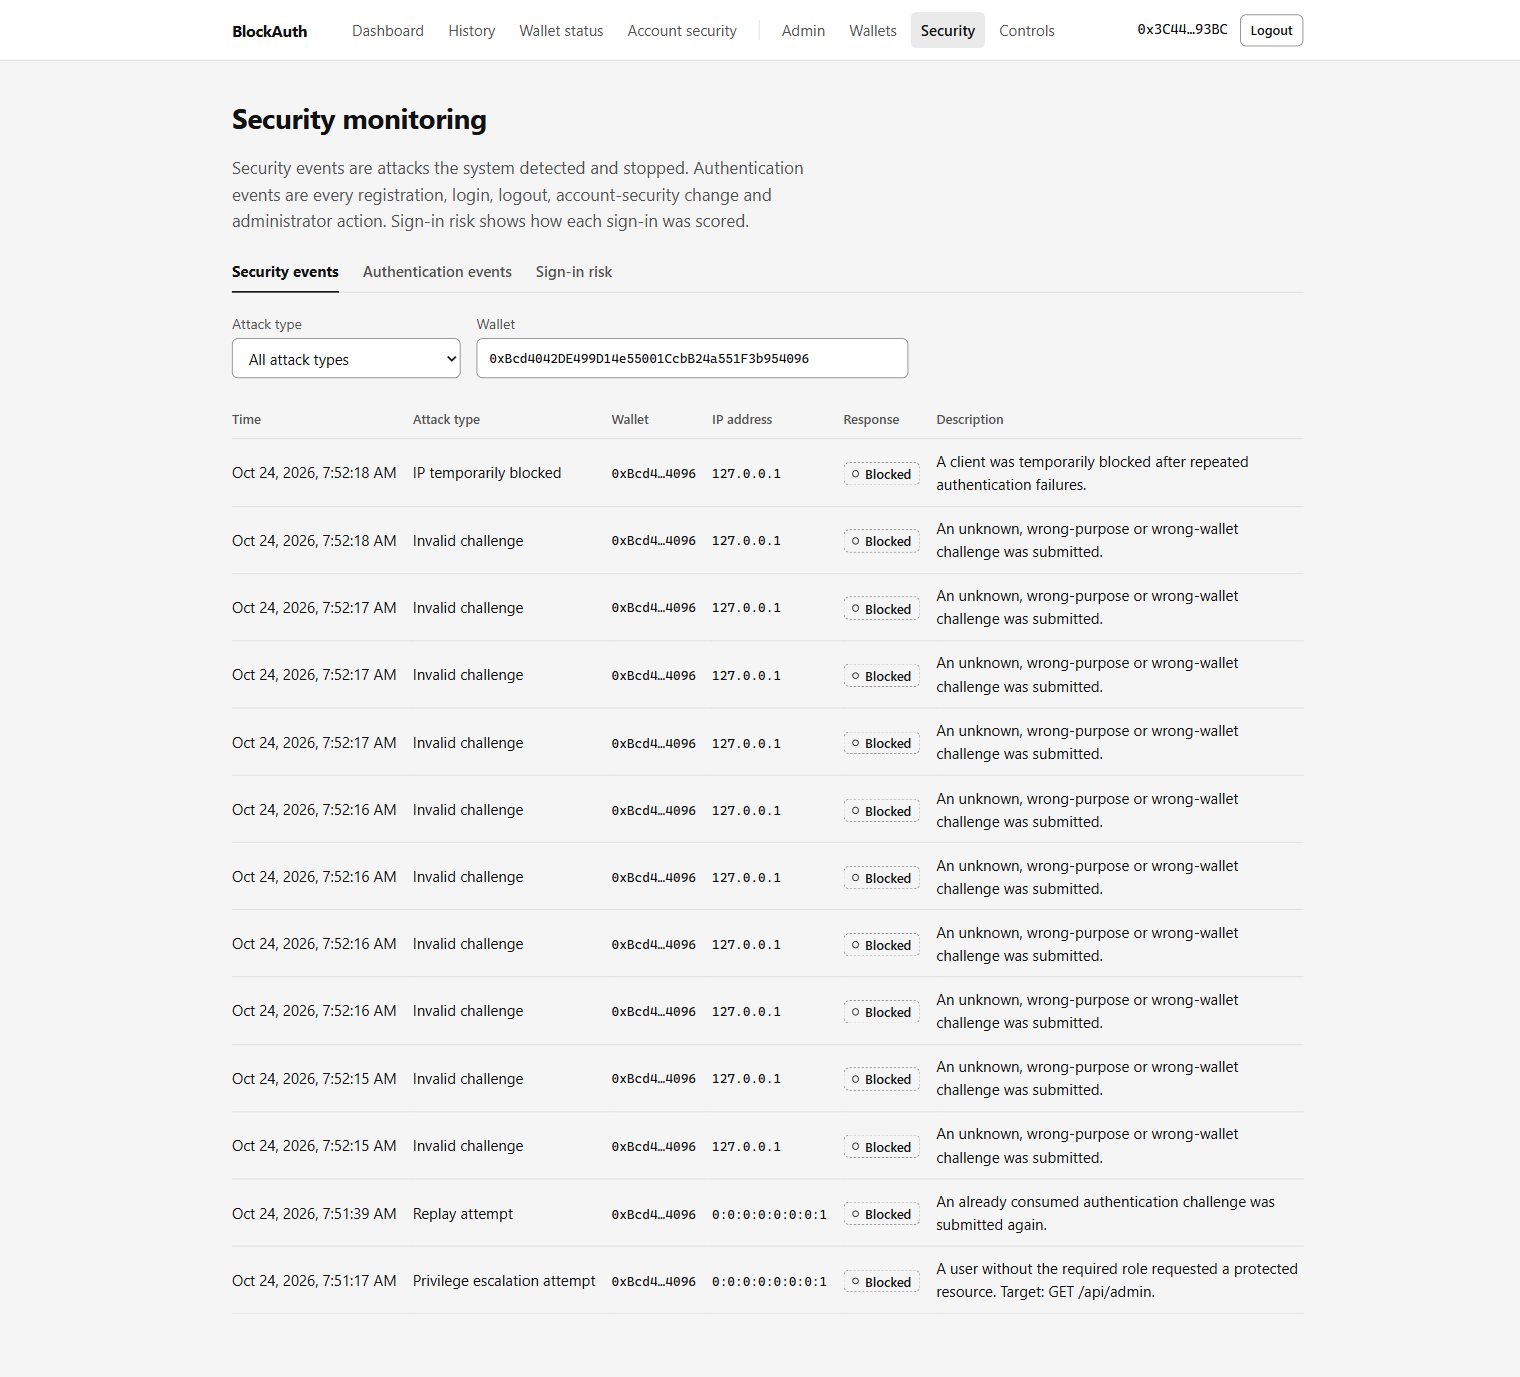 BlockAuth Dashboard History Wallet status Account security Admin Wallets Security Controls 0x3C44…93BC Logout
Security monitoring
Security events are attacks the system detected and stopped. Authentication
events are every registration, login, logout, account-security change and
administrator action. Sign-in risk shows how each sign-in was scored.
Security events Authentication events Sign-in risk
Attack type Wallet
All attack types 0xBcd4042DE499D14e55001CcbB24a551F3b954096
Time Attack type Wallet IP address Response Description
Oct 24, 2026, 7:52:18 AM IP temporarily blocked 0xBcd4…4096 127.0.0.1 Blocked A client was temporarily blocked after repeated
authentication failures.
Oct 24, 2026, 7:52:18 AM Invalid challenge 0xBcd4…4096 127.0.0.1 Blocked An unknown, wrong-purpose or wrong-wallet
challenge was submitted.
Oct 24, 2026, 7:52:17 AM Invalid challenge 0xBcd4…4096 127.0.0.1 Blocked An unknown, wrong-purpose or wrong-wallet
challenge was submitted.
Oct 24, 2026, 7:52:17 AM Invalid challenge 0xBcd4…4096 127.0.0.1 Blocked An unknown, wrong-purpose or wrong-wallet
challenge was submitted.
Oct 24, 2026, 7:52:17 AM Invalid challenge 0xBcd4…4096 127.0.0.1 Blocked An unknown, wrong-purpose or wrong-wallet
challenge was submitted.
Oct 24, 2026, 7:52:16 AM Invalid challenge 0xBcd4…4096 127.0.0.1 Blocked An unknown, wrong-purpose or wrong-wallet
challenge was submitted.
Oct 24, 2026, 7:52:16 AM Invalid challenge 0xBcd4…4096 127.0.0.1 Blocked An unknown, wrong-purpose or wrong-wallet
challenge was submitted.
Oct 24, 2026, 7:52:16 AM Invalid challenge 0xBcd4…4096 127.0.0.1 Blocked An unknown, wrong-purpose or wrong-wallet
challenge was submitted.
Oct 24, 2026, 7:52:16 AM Invalid challenge 0xBcd4…4096 127.0.0.1 Blocked An unknown, wrong-purpose or wrong-wallet
challenge was submitted.
Oct 24, 2026, 7:52:15 AM Invalid challenge 0xBcd4…4096 127.0.0.1 Blocked An unknown, wrong-purpose or wrong-wallet
challenge was submitted.
Oct 24, 2026, 7:52:15 AM Invalid challenge 0xBcd4…4096 127.0.0.1 Blocked An unknown, wrong-purpose or wrong-wallet
challenge was submitted.
Oct 24, 2026, 7:51:39 AM Replay attempt 0xBcd4…4096 0:0:0:0:0:0:0:1 Blocked An already consumed authentication challenge was
submitted again.
Oct 24, 2026, 7:51:17 AM Privilege escalation attempt 0xBcd4…4096 0:0:0:0:0:0:0:1 Blocked A user without the required role requested a protected
resource. Target: GET /api/admin.